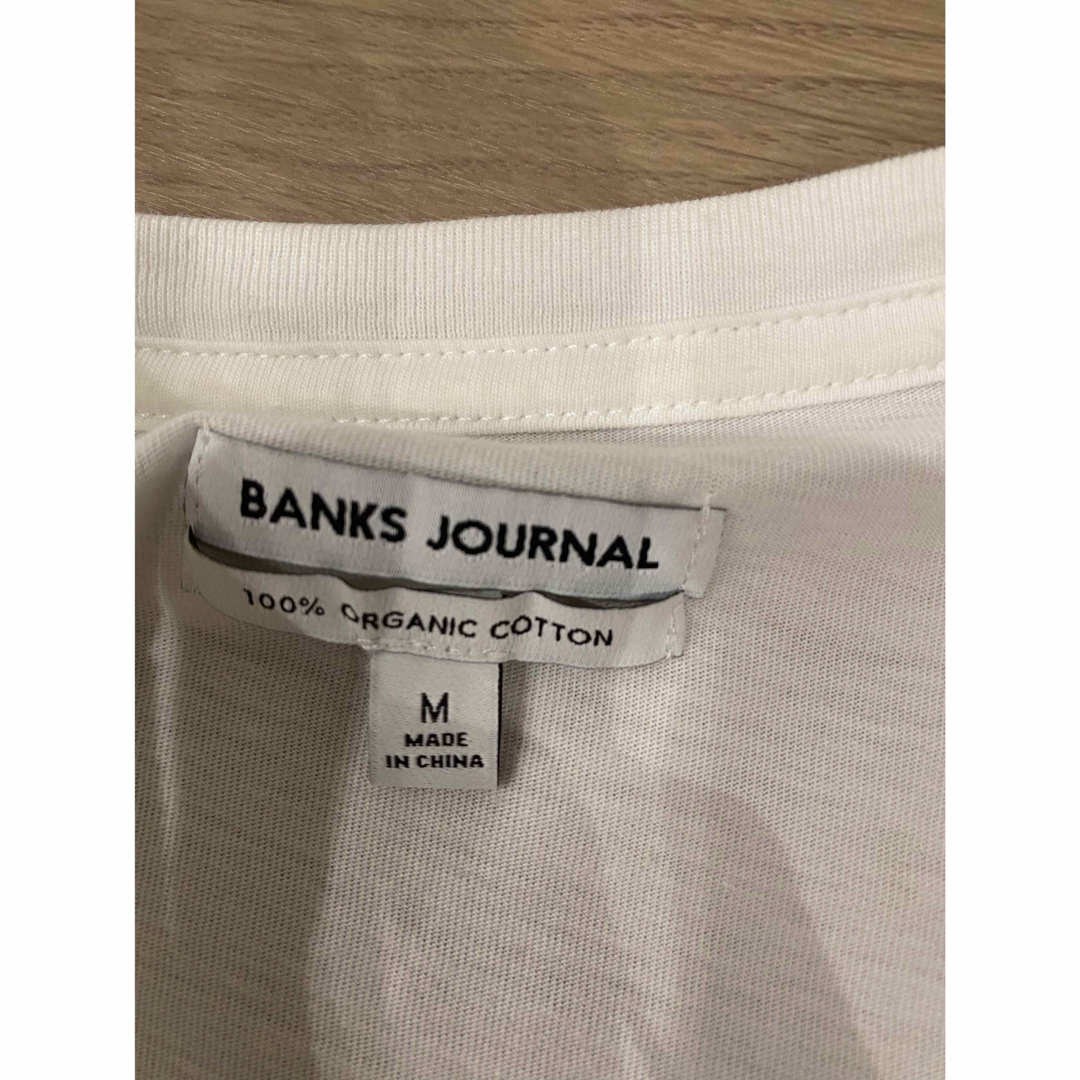 BANKS JOURNAL
100% ORGANIC COTTON
M
MADE
IN CHINA